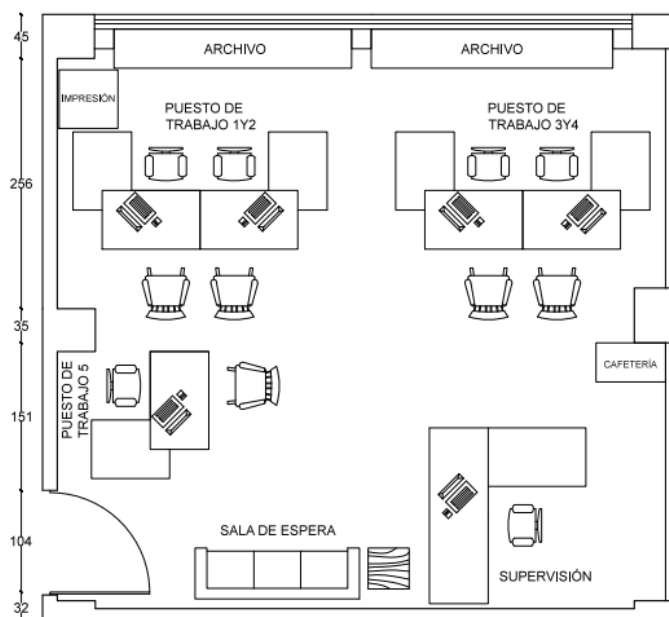 45
ARCHIVO
ARCHIVO
IMPRESIÓN
PUESTO DE
TRABAJO 1Y2
PUESTO DE
TRABAJO 3Y4
256
35
PUESTO DE
TRABAJO 5
CAFETERÍA
151
104
SALA DE ESPERA
SUPERVISIÓN
32